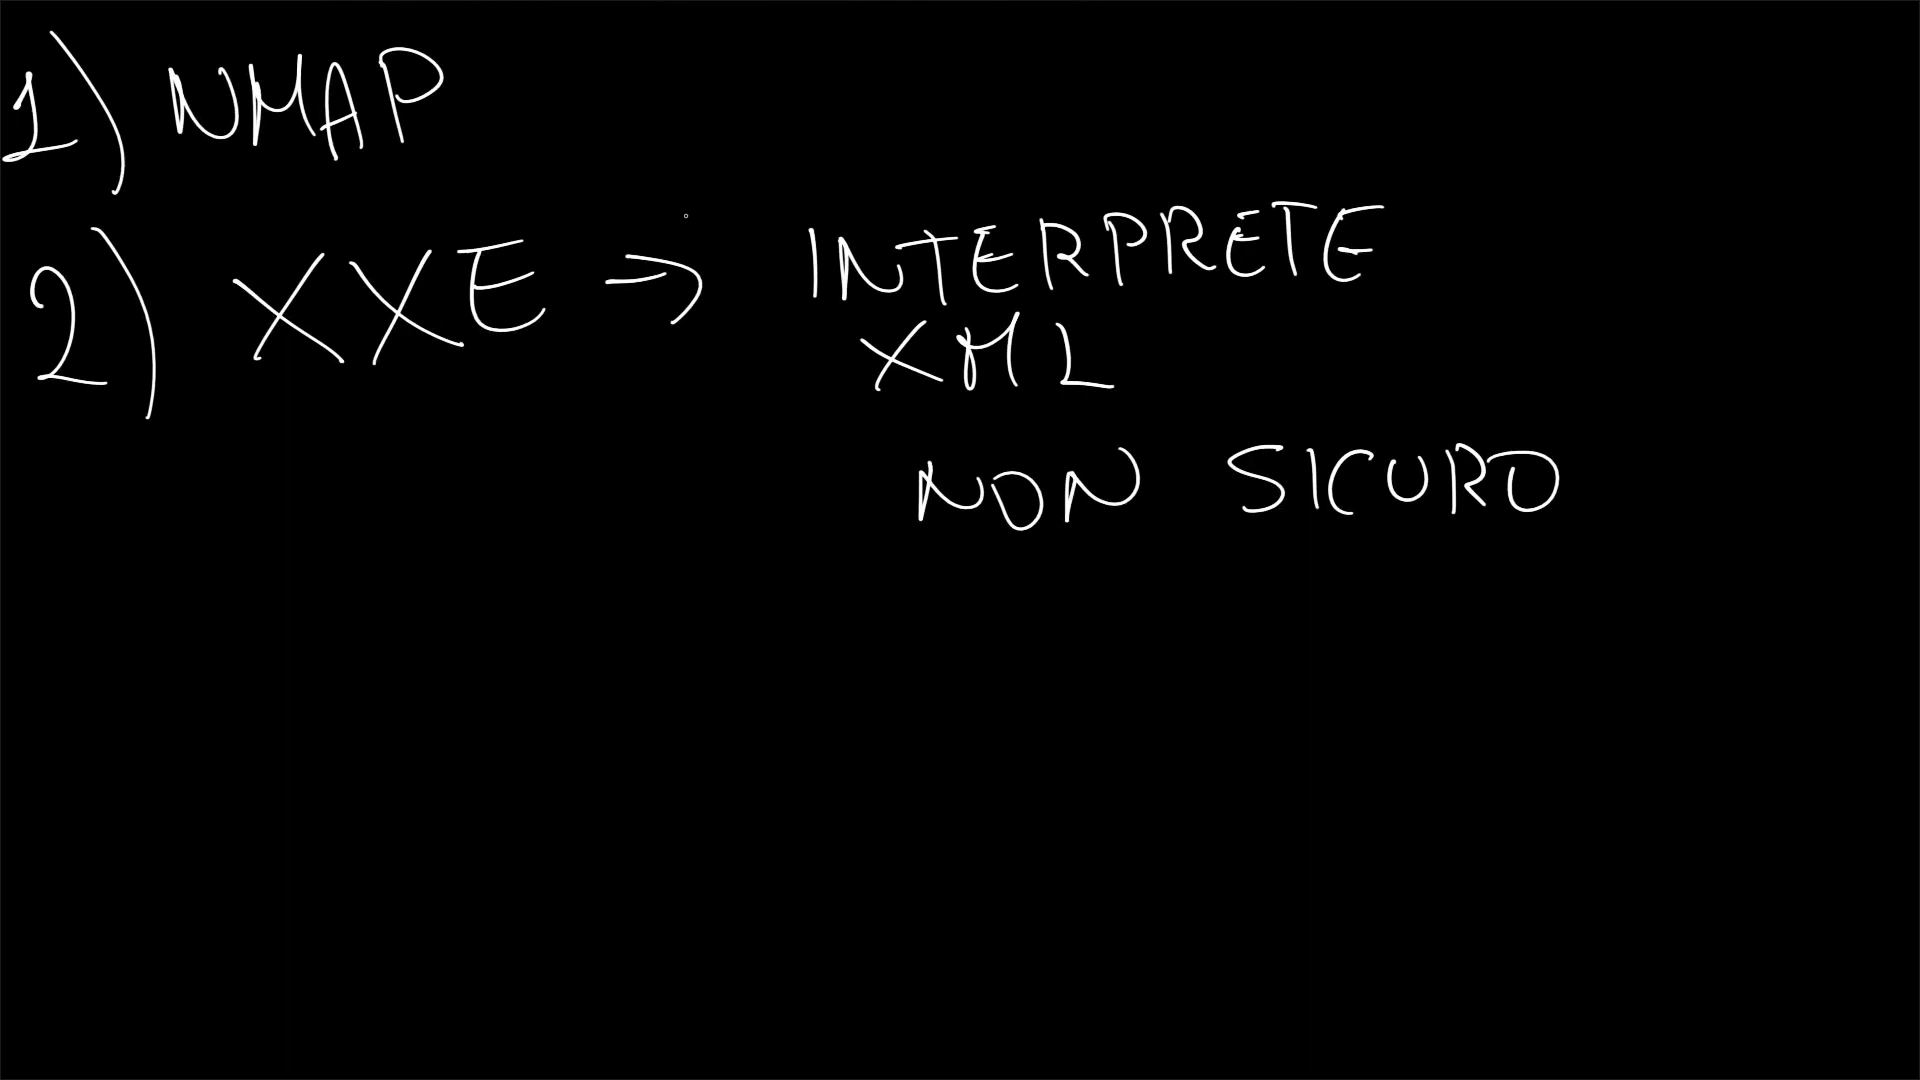 1) NMAP
2) XXE → INTERPRETE
XML
NON SICURO